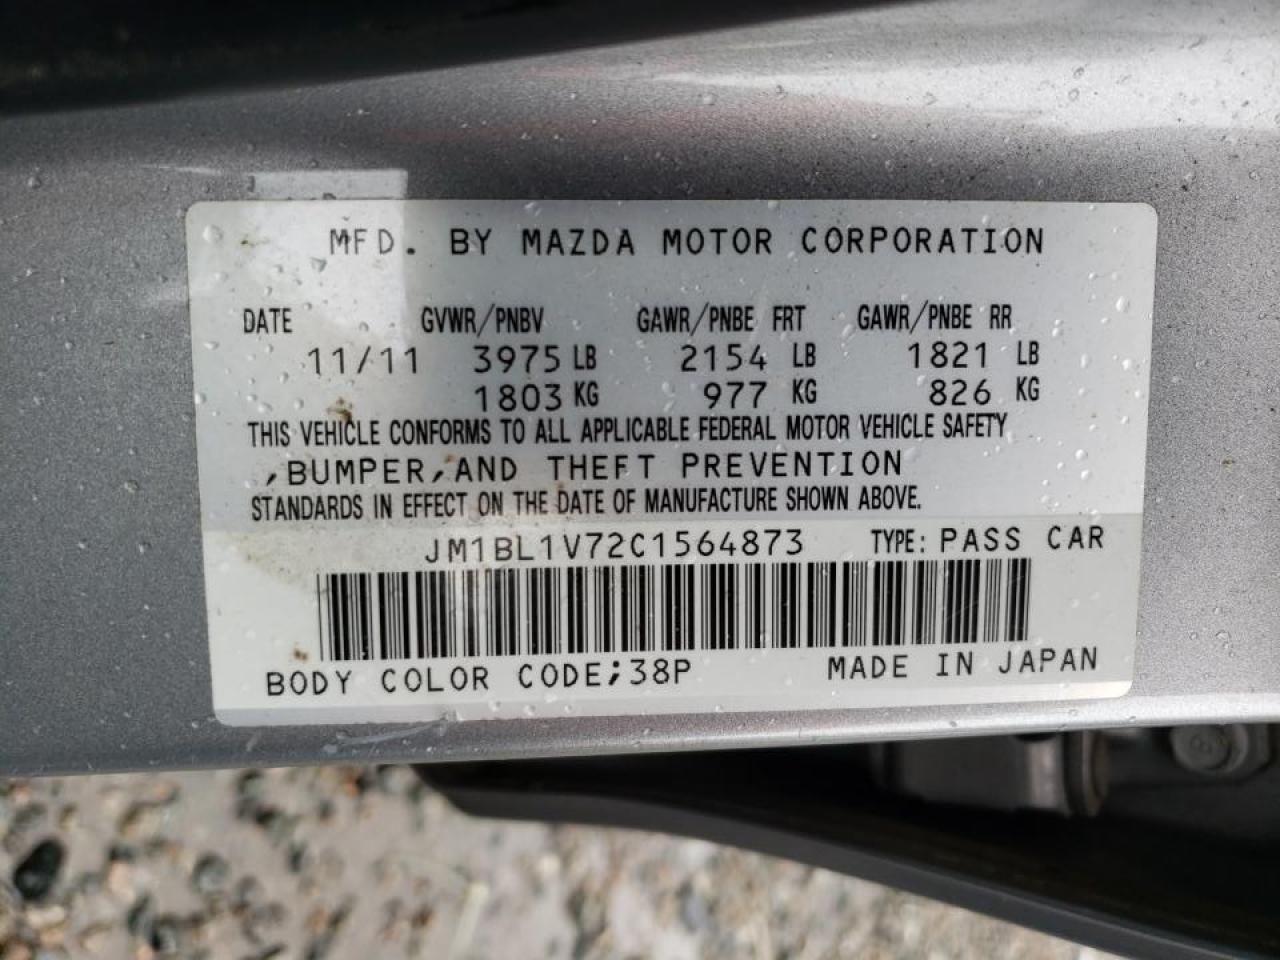 MFD. BY MAZDA MOTOR CORPORATION
DATE GVWR/PNBV GAWR/PNBE FRT GAWR/PNBE RR
11/11 3975 LB 2154 LB 1821 LB
1803 KG 977 KG 826 KG
THIS VEHICLE CONFORMS TO ALL APPLICABLE FEDERAL MOTOR VEHICLE SAFETY
,BUMPER,AND THEFT PREVENTION
STANDARDS IN EFFECT ON THE DATE OF MANUFACTURE SHOWN ABOVE.
JM1BL1V72C1564873 TYPE: PASS CAR
BODY COLOR CODE;38P MADE IN JAPAN